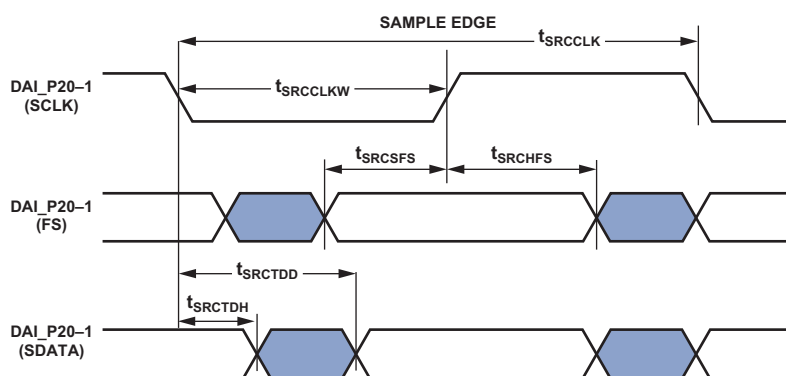 SAMPLE EDGE
tSRCCLK
DAI_P20–1
(SCLK)
tSRCCLKW
tSRCSFS
tSRCHFS
DAI_P20–1
(FS)
tSRCTDD
tSRCTDH
DAI_P20–1
(SDATA)